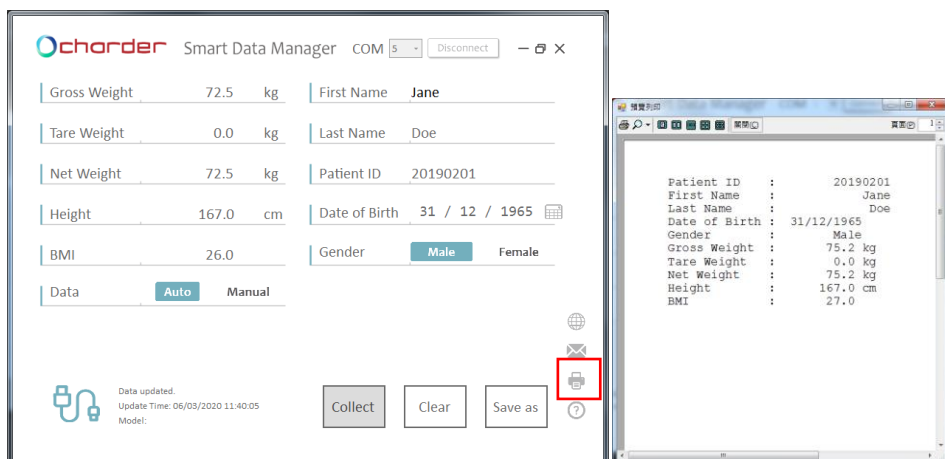 charder Smart Data Manager COM 5 Disconnect
Gross Weight 72.5 kg
First Name Jane
Tare Weight 0.0 kg
Last Name Doe
Net Weight 72.5 kg
Patient ID 20190201
Height 167.0 cm
Date of Birth 31 / 12 / 1965
BMI 26.0
Gender Male Female
Data Auto Manual
Data updated.
Update Time: 06/03/2020 11:40:05
Model:
Collect Clear Save as
?
預覽列印
關閉(C) 頁面(P) 1
Patient ID : 20190201
First Name : Jane
Last Name : Doe
Date of Birth : 31/12/1965
Gender : Male
Gross Weight : 75.2 kg
Tare Weight : 0.0 kg
Net Weight : 75.2 kg
Height : 167.0 cm
BMI : 27.0